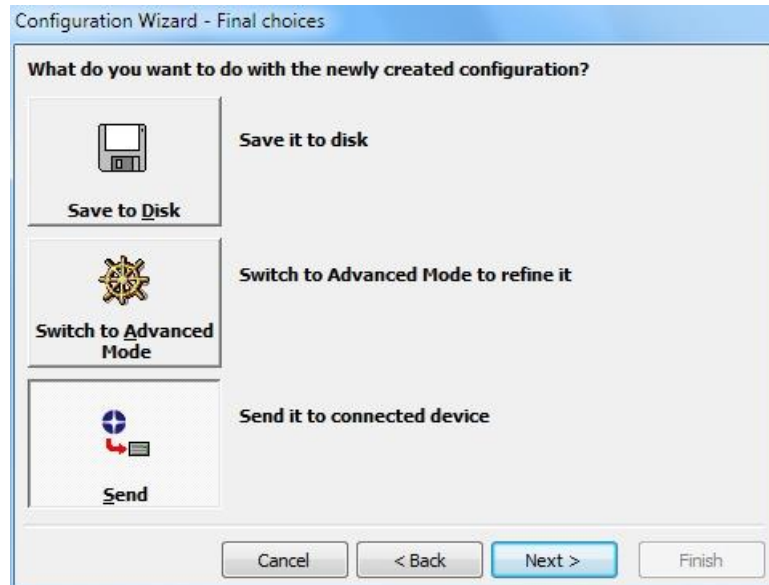 Configuration Wizard - Final choices
What do you want to do with the newly created configuration?
Save to Disk
Save it to disk
Switch to Advanced
Mode
Switch to Advanced Mode to refine it
Send
Send it to connected device
Cancel
< Back
Next >
Finish